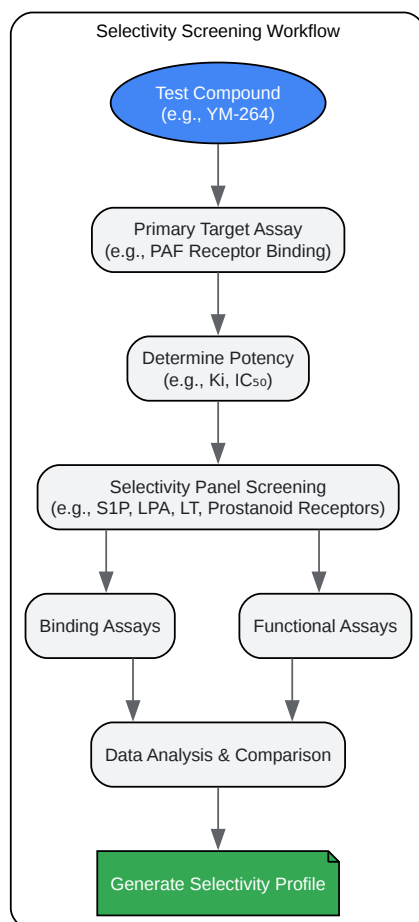 Selectivity Screening Workflow
Test Compound
(e.g., YM-264)
Primary Target Assay
(e.g., PAF Receptor Binding)
Determine Potency
(e.g., Ki, IC₅₀)
Selectivity Panel Screening
(e.g., S1P, LPA, LT, Prostanoid Receptors)
Binding Assays
Functional Assays
Data Analysis & Comparison
Generate Selectivity Profile